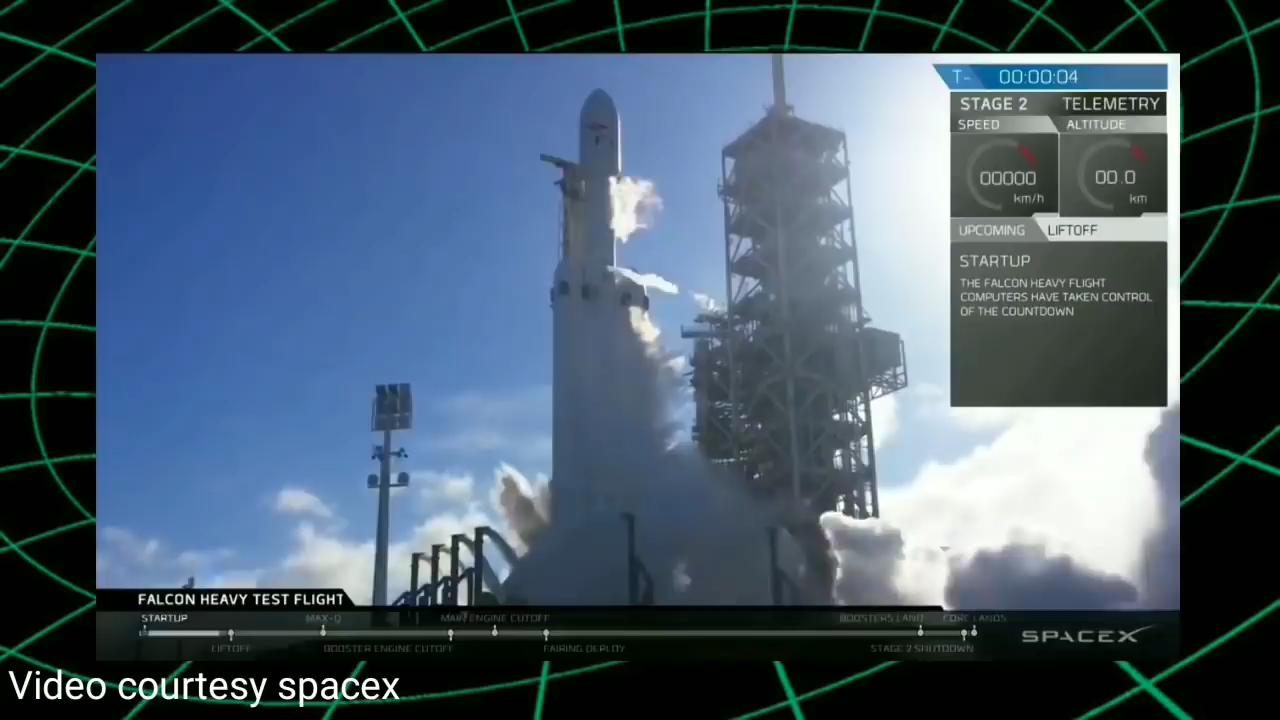 T- 00:00:04
STAGE 2 TELEMETRY
SPEED ALTITUDE
00000 00.0
km/h km
UPCOMING LIFTOFF
STARTUP
THE FALCON HEAVY FLIGHT
COMPUTERS HAVE TAKEN CONTROL
OF THE COUNTDOWN
FALCON HEAVY TEST FLIGHT
STARTUP MAX-Q MAIN ENGINE CUTOFF BOOSTERS LAND CORE LANDS
LIFTOFF BOOSTER ENGINE CUTOFF FAIRING DEPLOY STAGE 2 SHUTDOWN
SPACEX
Video courtesy spacex